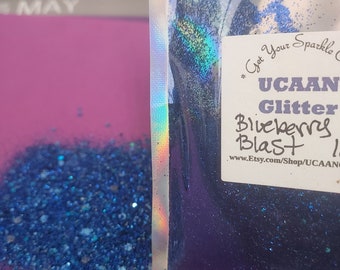 MAY
"Get Your Sparkle
UCAAN
Glitter
Blueberry
Blast
www.Etsy.com/Shop/UCAAN